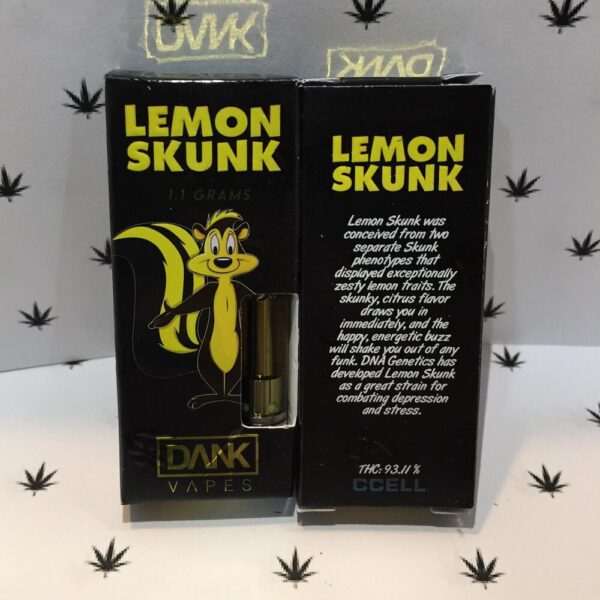 DANK
DANK
LEMON
SKUNK
1.1 GRAMS
DANK
VAPES
LEMON
SKUNK
Lemon Skunk was
conceived from two
separate Skunk
phenotypes that
displayed exceptionally
zesty lemon traits. The
skunky, citrus flavor
draws you in
immediately, and the
happy, energetic buzz
will shake you out of any
funk. DNA Genetics has
developed Lemon Skunk
as a great strain for
combating depression
and stress.
THC: 93.11 %
CCELL